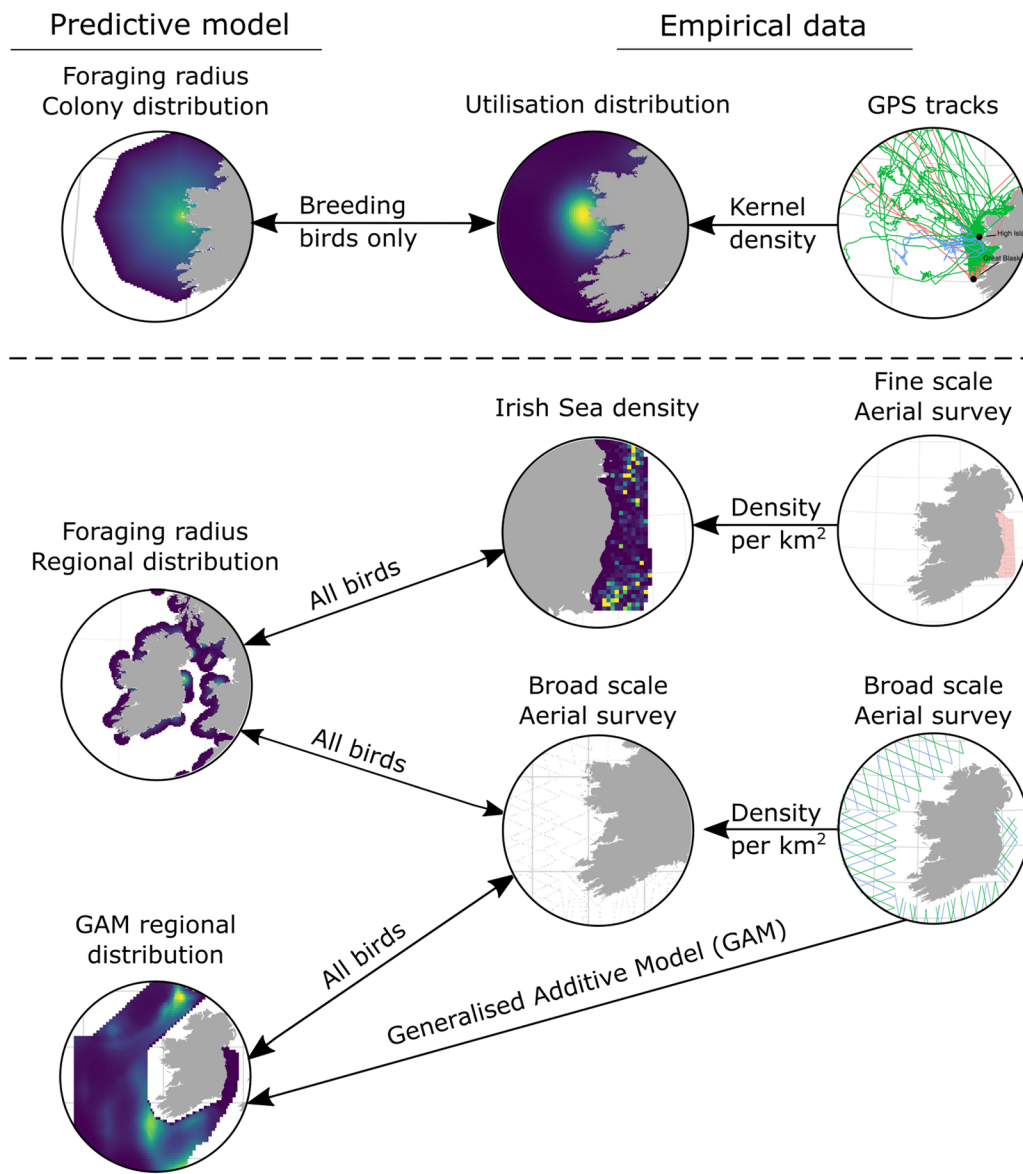 Predictive model
Empirical data
Foraging radius
Colony distribution
Utilisation distribution
GPS tracks
Breeding
birds only
Kernel
density
High Isla
Great Blask
Irish Sea density
Fine scale
Aerial survey
Density
per km²
Foraging radius
Regional distribution
All birds
All birds
Broad scale
Aerial survey
Broad scale
Aerial survey
Density
per km²
GAM regional
distribution
All birds
Generalised Additive Model (GAM)